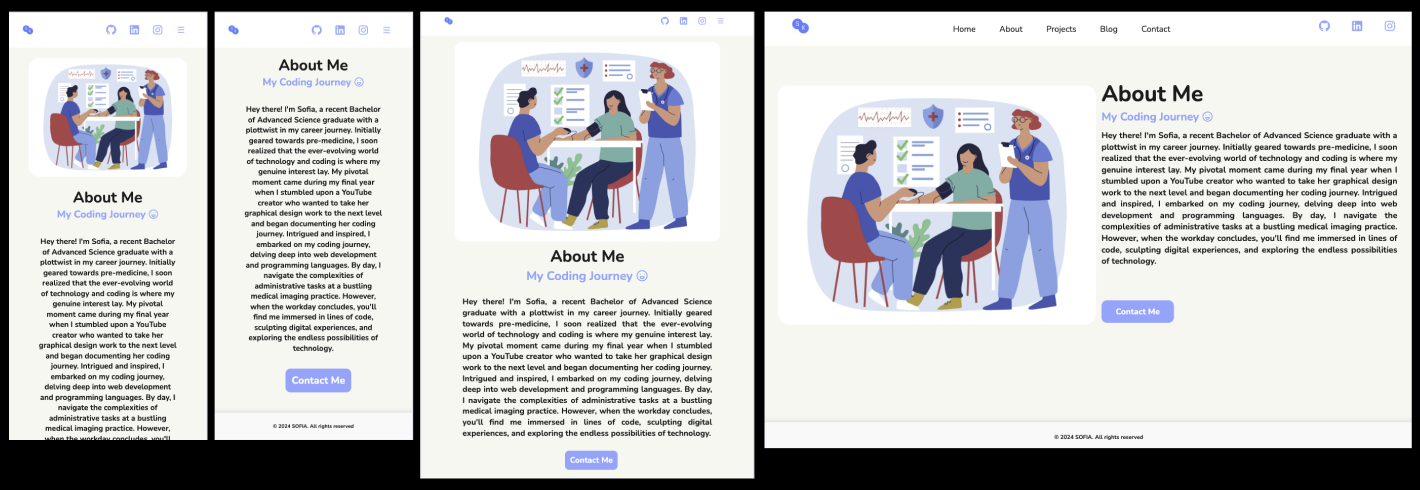 About Me
My Coding Journey
Hey there! I'm Sofia, a recent Bachelor
of Advanced Science graduate with a
plottwist in my career journey. Initially
geared towards pre-medicine, I soon
realized that the ever-evolving world
of technology and coding is where my
genuine interest lay. My pivotal
moment came during my final year
when I stumbled upon a YouTube
creator who wanted to take her
graphical design work to the next level
and began documenting her coding
journey. Intrigued and inspired, I
embarked on my coding journey,
delving deep into web development
and programming languages. By day, I
navigate the complexities of
administrative tasks at a bustling
medical imaging practice. However,
when the workday concludes, you'll
About Me
My Coding Journey
Hey there! I'm Sofia, a recent Bachelor
of Advanced Science graduate with a
plottwist in my career journey. Initially
geared towards pre-medicine, I soon
realized that the ever-evolving world
of technology and coding is where my
genuine interest lay. My pivotal
moment came during my final year
when I stumbled upon a YouTube
creator who wanted to take her
graphical design work to the next level
and began documenting her coding
journey. Intrigued and inspired, I
embarked on my coding journey,
delving deep into web development
and programming languages. By day, I
navigate the complexities of
administrative tasks at a bustling
medical imaging practice. However,
when the workday concludes, you'll
find me immersed in lines of code,
sculpting digital experiences, and
exploring the endless possibilities of
technology.
Contact Me
© 2024 SOFIA. All rights reserved
About Me
My Coding Journey
Hey there! I'm Sofia, a recent Bachelor of Advanced Science
graduate with a plottwist in my career journey. Initially geared
towards pre-medicine, I soon realized that the ever-evolving
world of technology and coding is where my genuine interest lay.
My pivotal moment came during my final year when I stumbled
upon a YouTube creator who wanted to take her graphical design
work to the next level and began documenting her coding journey.
Intrigued and inspired, I embarked on my coding journey, delving
deep into web development and programming languages. By day,
I navigate the complexities of administrative tasks at a bustling
medical imaging practice. However, when the workday concludes,
you'll find me immersed in lines of code, sculpting digital
experiences, and exploring the endless possibilities of technology.
Contact Me
S K
Home About Projects Blog Contact
About Me
My Coding Journey
Hey there! I'm Sofia, a recent Bachelor of Advanced Science graduate with a
plottwist in my career journey. Initially geared towards pre-medicine, I soon
realized that the ever-evolving world of technology and coding is where my
genuine interest lay. My pivotal moment came during my final year when I
stumbled upon a YouTube creator who wanted to take her graphical design
work to the next level and began documenting her coding journey. Intrigued
and inspired, I embarked on my coding journey, delving deep into web
development and programming languages. By day, I navigate the
complexities of administrative tasks at a bustling medical imaging practice.
However, when the workday concludes, you'll find me immersed in lines of
code, sculpting digital experiences, and exploring the endless possibilities
of technology.
Contact Me
© 2024 SOFIA. All rights reserved